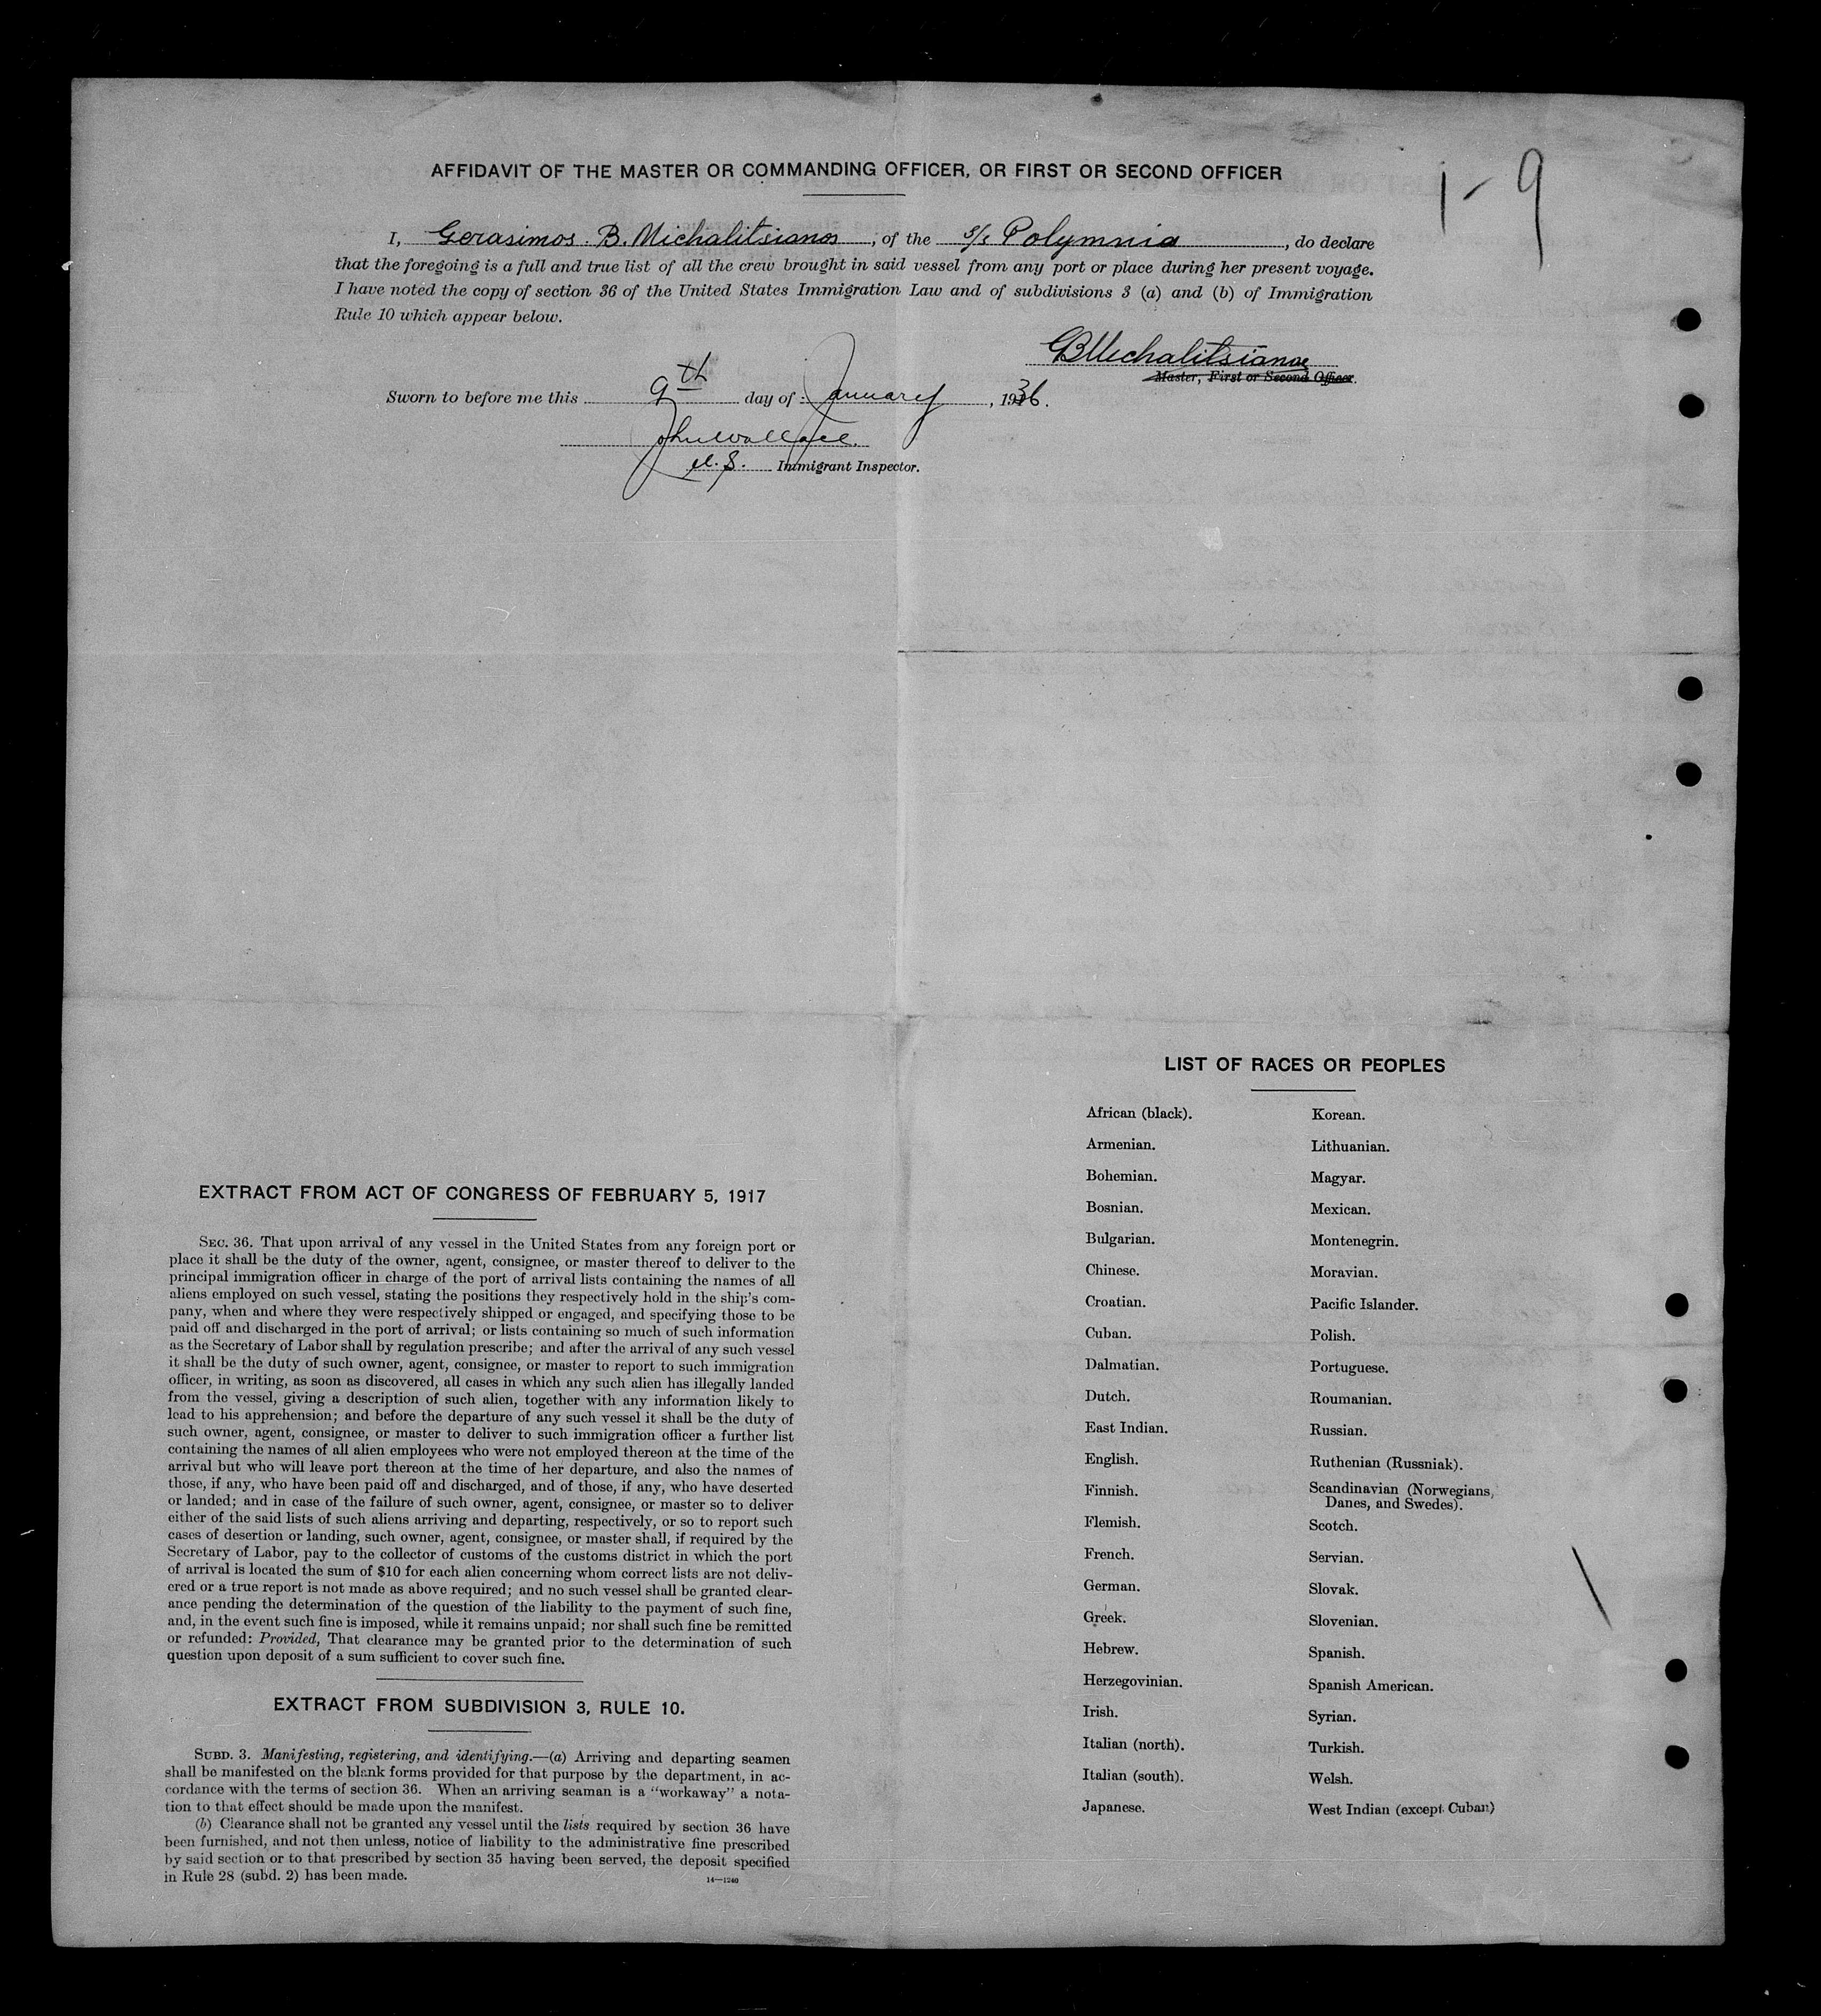 AFFIDAVIT OF THE MASTER OR COMMANDING OFFICER, OR FIRST OR SECOND OFFICER
1-9
I, Gerasimos. B. Michalitsianos, of the s/s Polymnia, do declare
that the foregoing is a full and true list of all the crew brought in said vessel from any port or place during her present voyage.
I have noted the copy of section 36 of the United States Immigration Law and of subdivisions 3 (a) and (b) of Immigration
Rule 10 which appear below.
GBMichalitsianos
Master, First or Second Officer.
Sworn to before me this 9th day of January, 1936.
John Wallace.
U.S. Immigrant Inspector.
LIST OF RACES OR PEOPLES
African (black).
Armenian.
Bohemian.
Bosnian.
Bulgarian.
Chinese.
Croatian.
Cuban.
Dalmatian.
Dutch.
East Indian.
English.
Finnish.
Flemish.
French.
German.
Greek.
Hebrew.
Herzegovinian.
Irish.
Italian (north).
Italian (south).
Japanese.
Korean.
Lithuanian.
Magyar.
Mexican.
Montenegrin.
Moravian.
Pacific Islander.
Polish.
Portuguese.
Roumanian.
Russian.
Ruthenian (Russniak).
Scandinavian (Norwegians,
Danes, and Swedes).
Scotch.
Servian.
Slovak.
Slovenian.
Spanish.
Spanish American.
Syrian.
Turkish.
Welsh.
West Indian (except Cuban)
EXTRACT FROM ACT OF CONGRESS OF FEBRUARY 5, 1917
SEC. 36. That upon arrival of any vessel in the United States from any foreign port or
place it shall be the duty of the owner, agent, consignee, or master thereof to deliver to the
principal immigration officer in charge of the port of arrival lists containing the names of all
aliens employed on such vessel, stating the positions they respectively hold in the ship's com-
pany, when and where they were respectively shipped or engaged, and specifying those to be
paid off and discharged in the port of arrival; or lists containing so much of such information
as the Secretary of Labor shall by regulation prescribe; and after the arrival of any such vessel
it shall be the duty of such owner, agent, consignee, or master to report to such immigration
officer, in writing, as soon as discovered, all cases in which any such alien has illegally landed
from the vessel, giving a description of such alien, together with any information likely to
lead to his apprehension; and before the departure of any such vessel it shall be the duty of
such owner, agent, consignee, or master to deliver to such immigration officer a further list
containing the names of all alien employees who were not employed thereon at the time of the
arrival but who will leave port thereon at the time of her departure, and also the names of
those, if any, who have been paid off and discharged, and of those, if any, who have deserted
or landed; and in case of the failure of such owner, agent, consignee, or master so to deliver
either of the said lists of such aliens arriving and departing, respectively, or so to report such
cases of desertion or landing, such owner, agent, consignee, or master shall, if required by the
Secretary of Labor, pay to the collector of customs of the customs district in which the port
of arrival is located the sum of $10 for each alien concerning whom correct lists are not deliv-
ered or a true report is not made as above required; and no such vessel shall be granted clear-
ance pending the determination of the question of the liability to the payment of such fine,
and, in the event such fine is imposed, while it remains unpaid; nor shall such fine be remitted
or refunded: Provided, That clearance may be granted prior to the determination of such
question upon deposit of a sum sufficient to cover such fine.
EXTRACT FROM SUBDIVISION 3, RULE 10.
SUBD. 3. Manifesting, registering, and identifying.—(a) Arriving and departing seamen
shall be manifested on the blank forms provided for that purpose by the department, in ac-
cordance with the terms of section 36. When an arriving seaman is a "workaway" a nota-
tion to that effect should be made upon the manifest.
(b) Clearance shall not be granted any vessel until the lists required by section 36 have
been furnished, and not then unless, notice of liability to the administrative fine prescribed
by said section or to that prescribed by section 35 having been served, the deposit specified
in Rule 28 (subd. 2) has been made.
14—1240